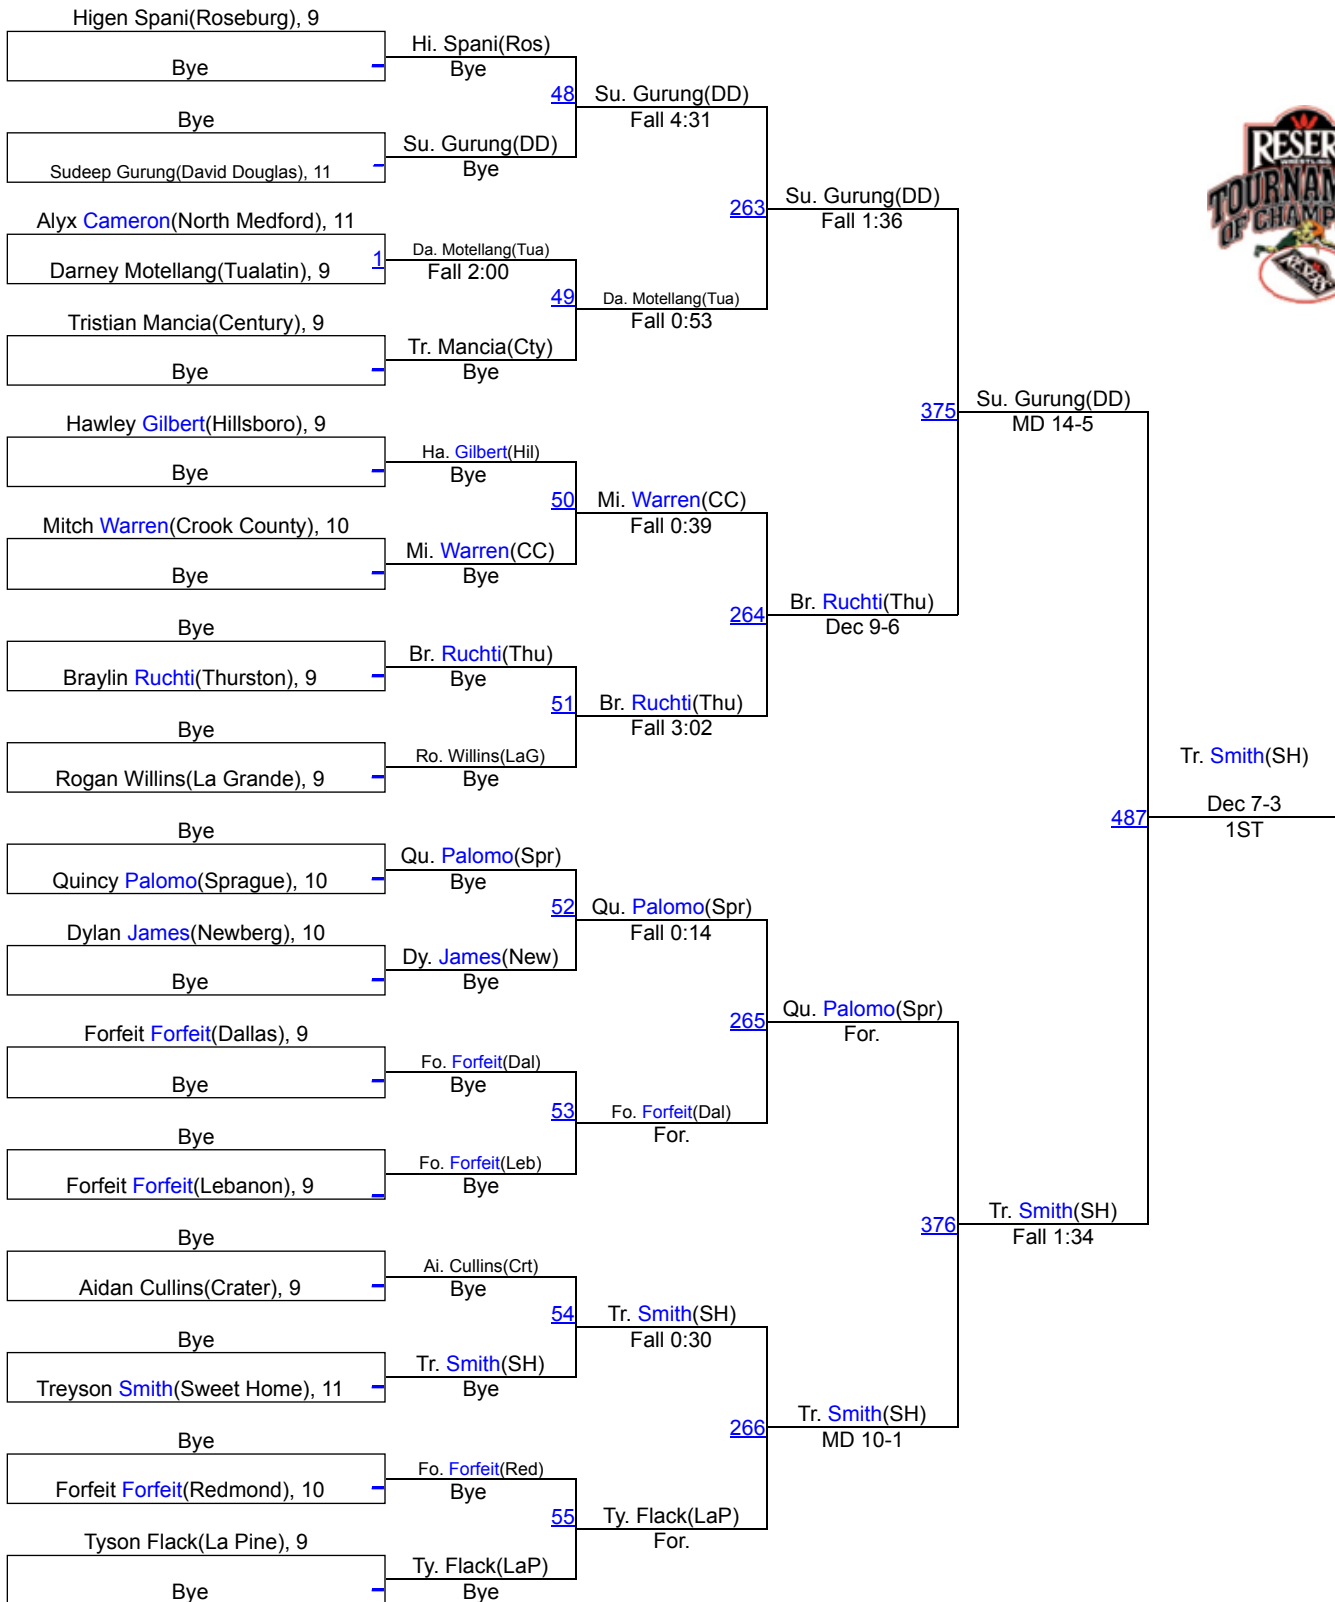 Higen Spani(Roseburg), 9
Bye
Hi. Spani(Ros)
Bye
48
Su. Gurung(DD)
Fall 4:31
Bye
Sudeep Gurung(David Douglas), 11
Su. Gurung(DD)
Bye
263
Su. Gurung(DD)
Fall 1:36
Alyx Cameron(North Medford), 11
Darney Motellang(Tualatin), 9
1
Da. Motellang(Tua)
Fall 2:00
49
Da. Motellang(Tua)
Fall 0:53
Tristian Mancia(Century), 9
Bye
Tr. Mancia(Cty)
Bye
375
Su. Gurung(DD)
MD 14-5
Hawley Gilbert(Hillsboro), 9
Bye
Ha. Gilbert(Hil)
Bye
50
Mi. Warren(CC)
Fall 0:39
Mitch Warren(Crook County), 10
Bye
Mi. Warren(CC)
Bye
264
Br. Ruchti(Thu)
Dec 9-6
Bye
Braylin Ruchti(Thurston), 9
Br. Ruchti(Thu)
Bye
51
Br. Ruchti(Thu)
Fall 3:02
Bye
Rogan Willins(La Grande), 9
Ro. Willins(LaG)
Bye
487
Tr. Smith(SH)
Dec 7-3
1ST
Bye
Quincy Palomo(Sprague), 10
Qu. Palomo(Spr)
Bye
52
Qu. Palomo(Spr)
Fall 0:14
Dylan James(Newberg), 10
Bye
Dy. James(New)
Bye
265
Qu. Palomo(Spr)
For.
Forfeit Forfeit(Dallas), 9
Bye
Fo. Forfeit(Dal)
Bye
53
Fo. Forfeit(Dal)
For.
Bye
Forfeit Forfeit(Lebanon), 9
Fo. Forfeit(Leb)
Bye
376
Tr. Smith(SH)
Fall 1:34
Bye
Aidan Cullins(Crater), 9
Ai. Cullins(Crt)
Bye
54
Tr. Smith(SH)
Fall 0:30
Bye
Treyson Smith(Sweet Home), 11
Tr. Smith(SH)
Bye
266
Tr. Smith(SH)
MD 10-1
Bye
Forfeit Forfeit(Redmond), 10
Fo. Forfeit(Red)
Bye
55
Ty. Flack(LaP)
For.
Tyson Flack(La Pine), 9
Bye
Ty. Flack(LaP)
Bye